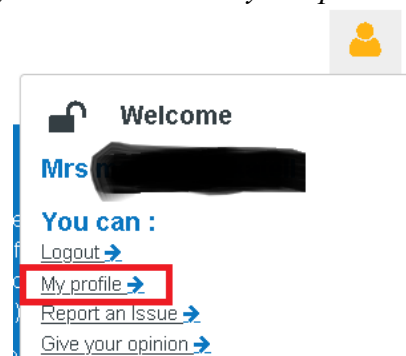 Welcome
Mrs
You can :
Logout
My profile
Report an Issue
Give your opinion